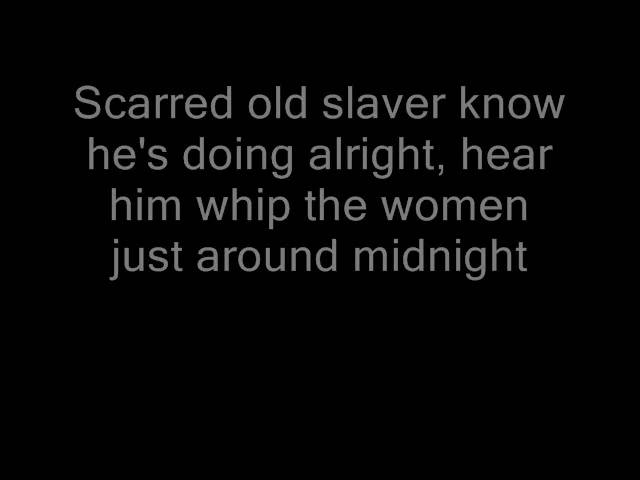 Scarred old slaver know
he's doing alright, hear
him whip the women
just around midnight